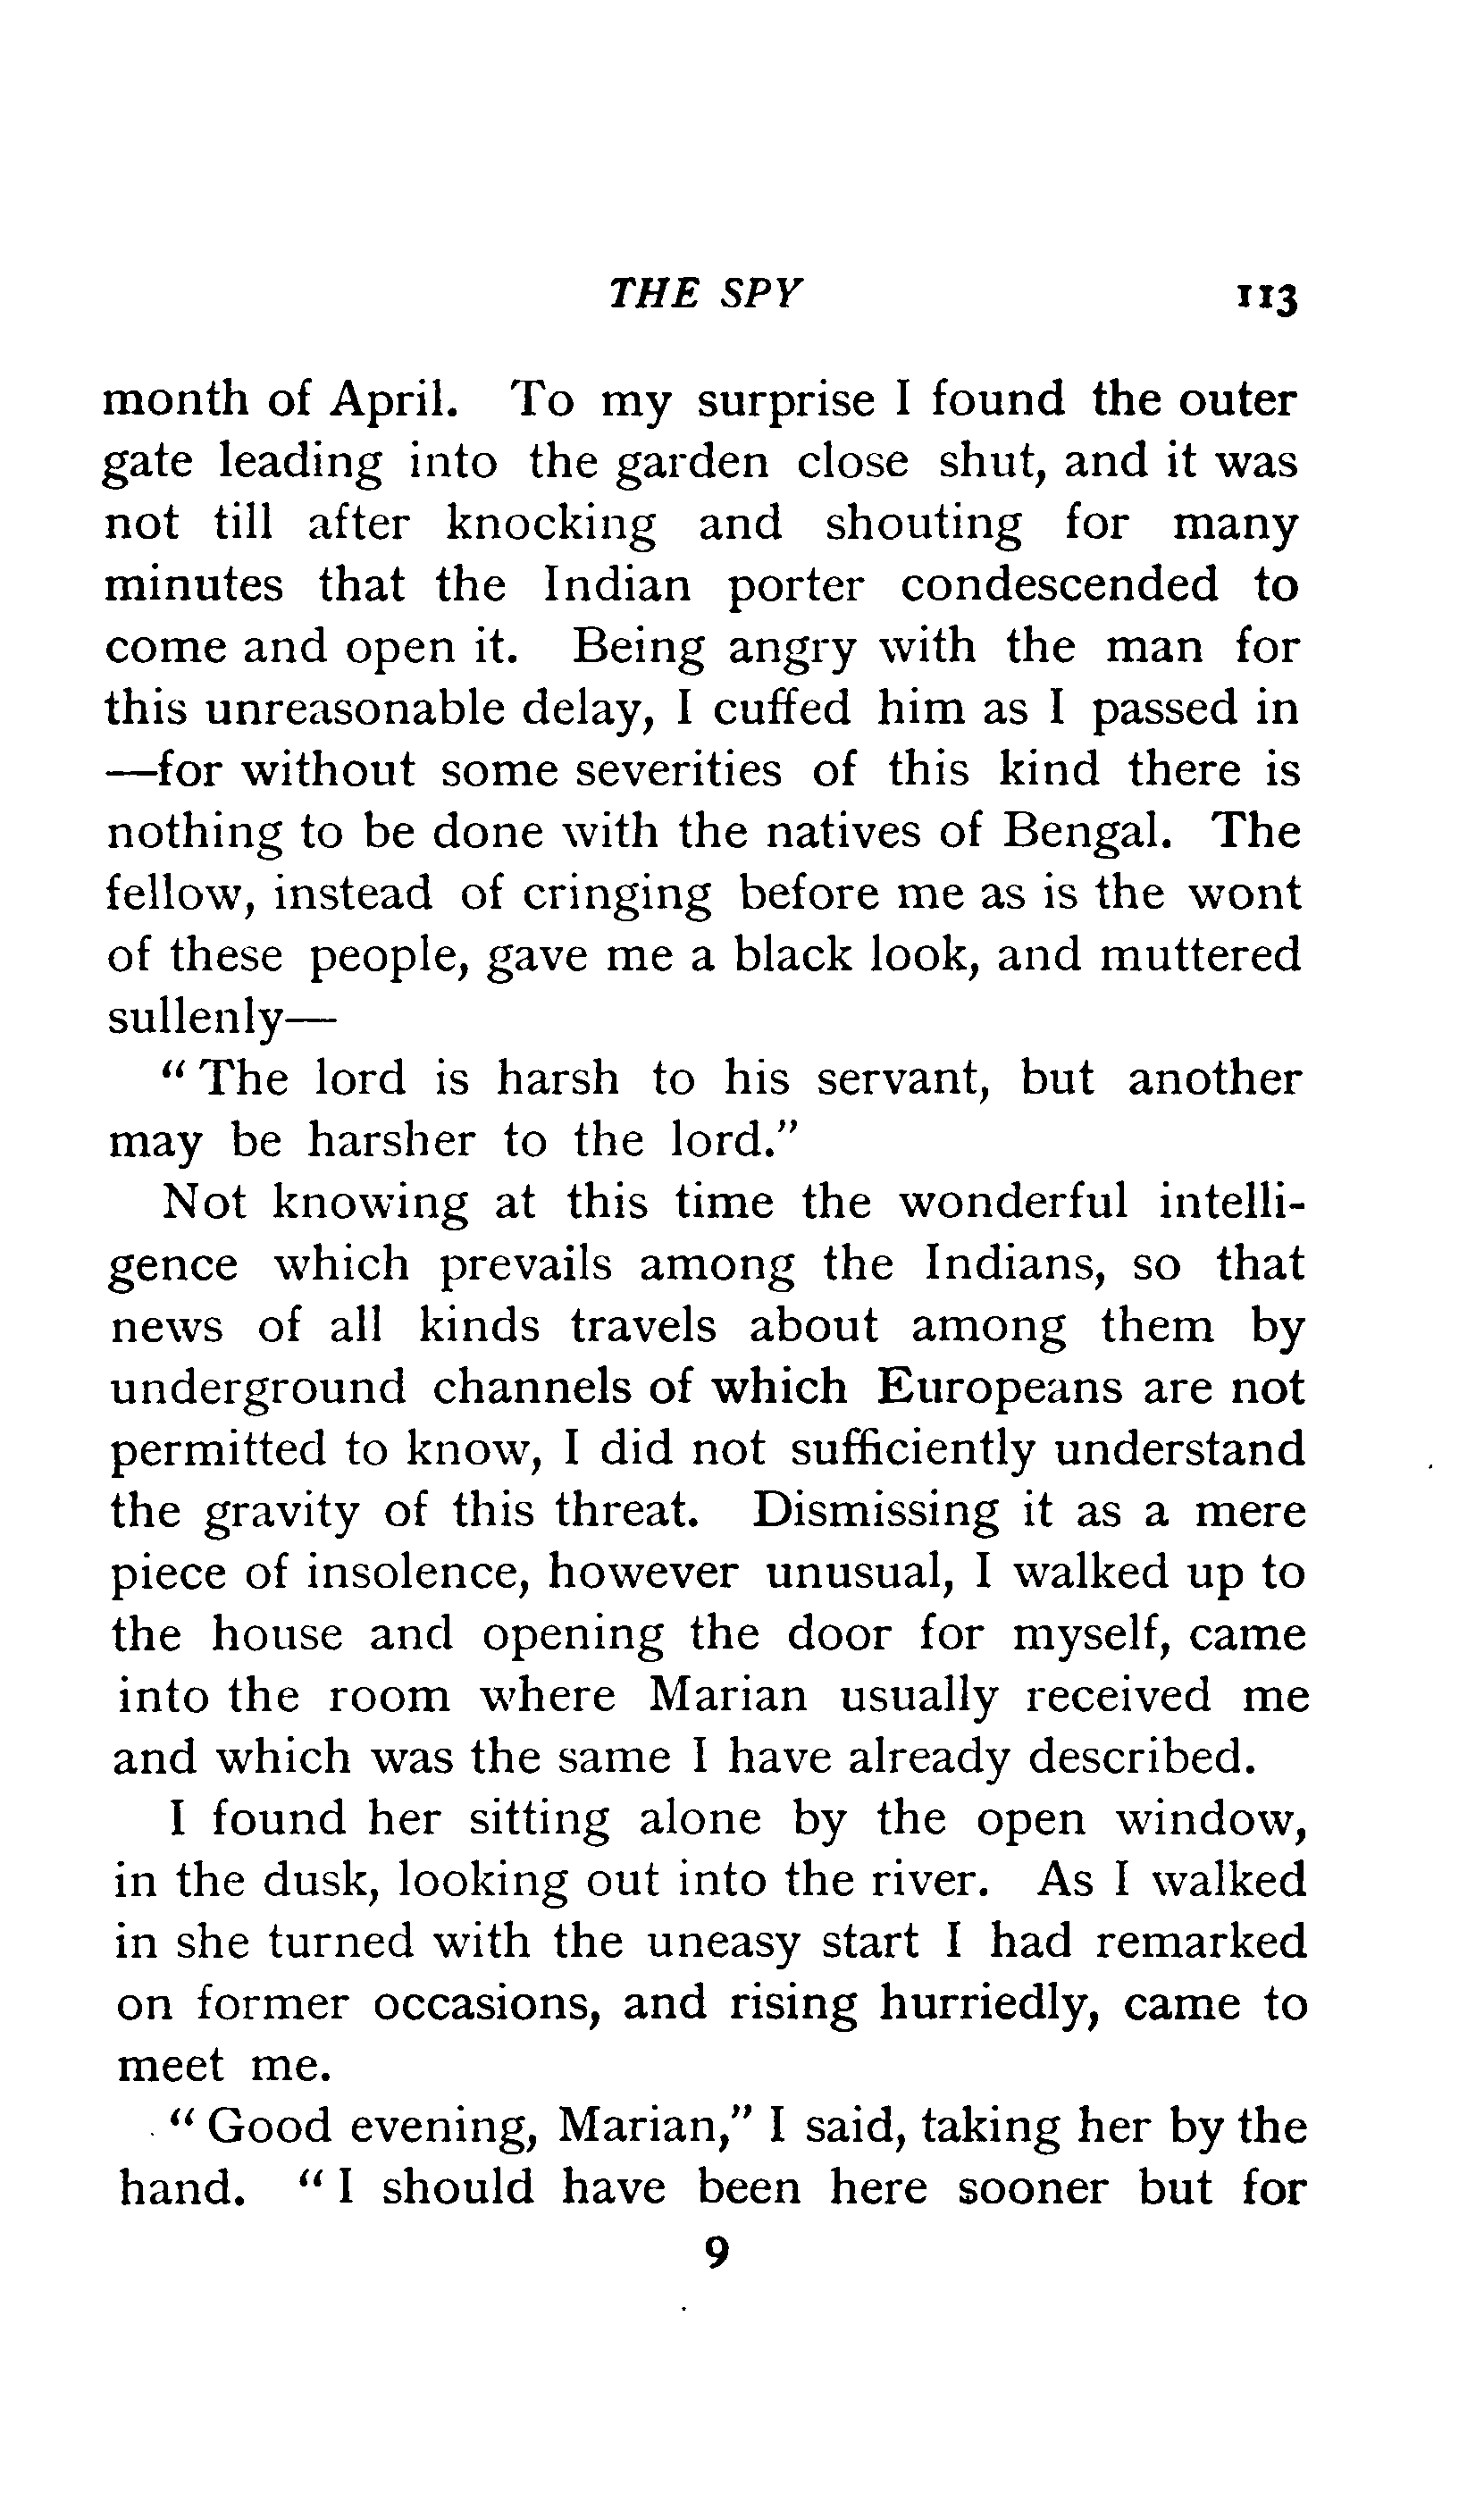 THE SPY 113
month of April. To my surprise I found the outer
gate leading into the garden close shut, and it was
not till after knocking and shouting for many
minutes that the Indian porter condescended to
come and open it. Being angry with the man for
this unreasonable delay, I cuffed him as I passed in
—for without some severities of this kind there is
nothing to be done with the natives of Bengal. The
fellow, instead of cringing before me as is the wont
of these people, gave me a black look, and muttered
sullenly—
“ The lord is harsh to his servant, but another
may be harsher to the lord.”
Not knowing at this time the wonderful intelli-
gence which prevails among the Indians, so that
news of all kinds travels about among them by
underground channels of which Europeans are not
permitted to know, I did not sufficiently understand
the gravity of this threat. Dismissing it as a mere
piece of insolence, however unusual, I walked up to
the house and opening the door for myself, came
into the room where Marian usually received me
and which was the same I have already described.
I found her sitting alone by the open window,
in the dusk, looking out into the river. As I walked
in she turned with the uneasy start I had remarked
on former occasions, and rising hurriedly, came to
meet me.
“ Good evening, Marian,” I said, taking her by the
hand. “ I should have been here sooner but for
9